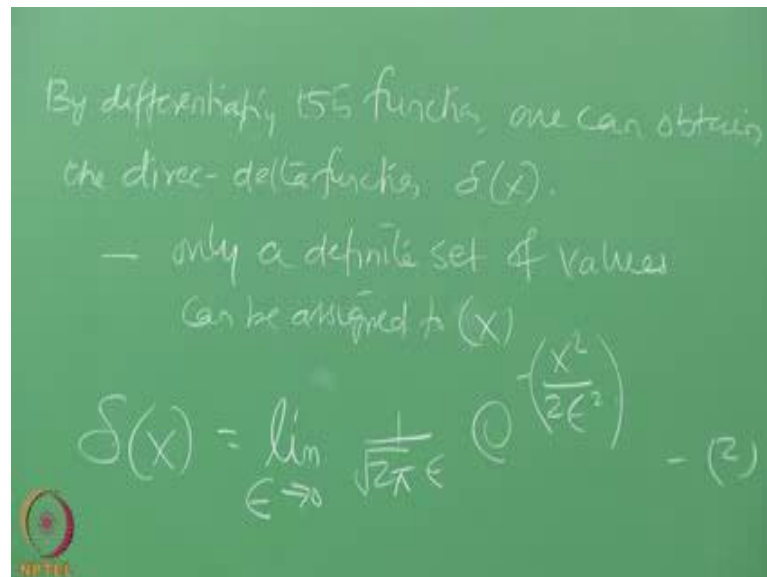 By differentiating this function, one can obtain
the dirac-delta function δ(x).
— only a definite set of values
can be assigned to (x)
δ(x) = lim ϵ→0 1/√2π ϵ e^-(x²/2ϵ²) - (2)
NPTEL